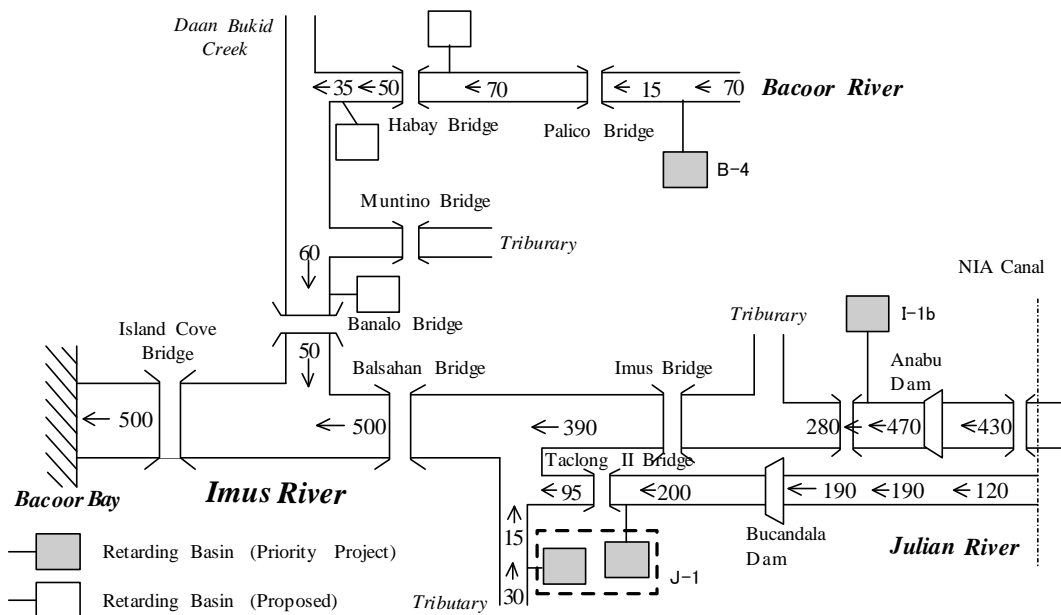 Daan Bukid
Creek
35
50
70
15
70
Bacoor River
Habay Bridge
Palico Bridge
B-4
Muntino Bridge
Triburary
60
NIA Canal
Banalo Bridge
Island Cove
Bridge
50
Balsahan Bridge
Imus Bridge
Triburary
I-1b
Anabu
Dam
500
500
390
280
470
430
Taclong II Bridge
Bacoor Bay
Imus River
95
200
190
190
120
15
Bucandala
Dam
Julian River
Retarding Basin (Priority Project)
J-1
Retarding Basin (Proposed)
Tributary
30